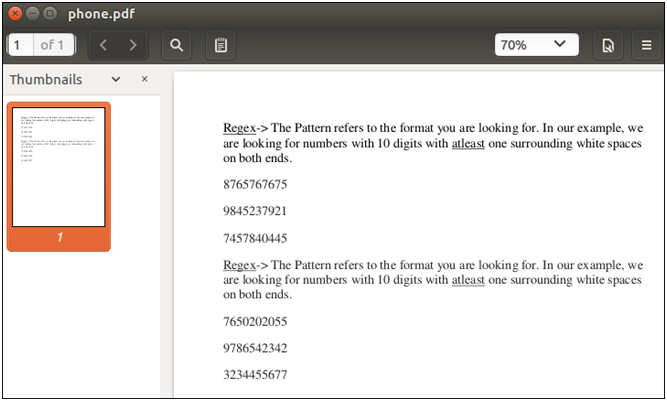 phone.pdf
1 of 1
70%
Thumbnails
1
Regex-> The Pattern refers to the format you are looking for. In our example, we
are looking for numbers with 10 digits with atleast one surrounding white spaces
on both ends.
8765767675
9845237921
7457840445
Regex-> The Pattern refers to the format you are looking for. In our example, we
are looking for numbers with 10 digits with atleast one surrounding white spaces
on both ends.
7650202055
9786542342
3234455677